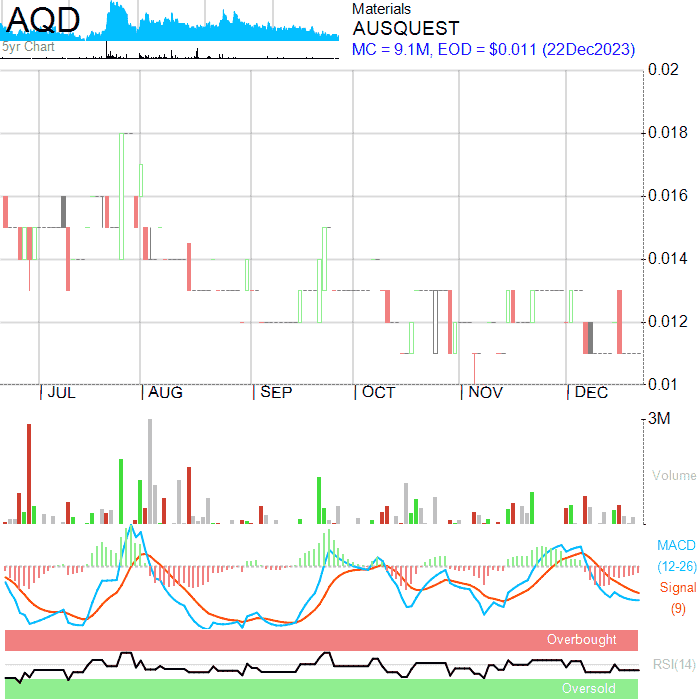 AQD
5yr Chart
Materials
AUSQUEST
MC = 9.1M, EOD = $0.011 (22Dec2023)
0.02
0.018
0.016
0.014
0.012
0.01
JUL AUG SEP OCT NOV DEC
3M
Volume
MACD
(12-26)
Signal
(9)
Overbought
RSI(14)
Oversold